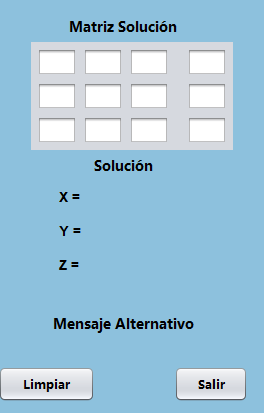 Matriz Solución
Solución
X =
Y =
Z =
Mensaje Alternativo
Limpiar
Salir